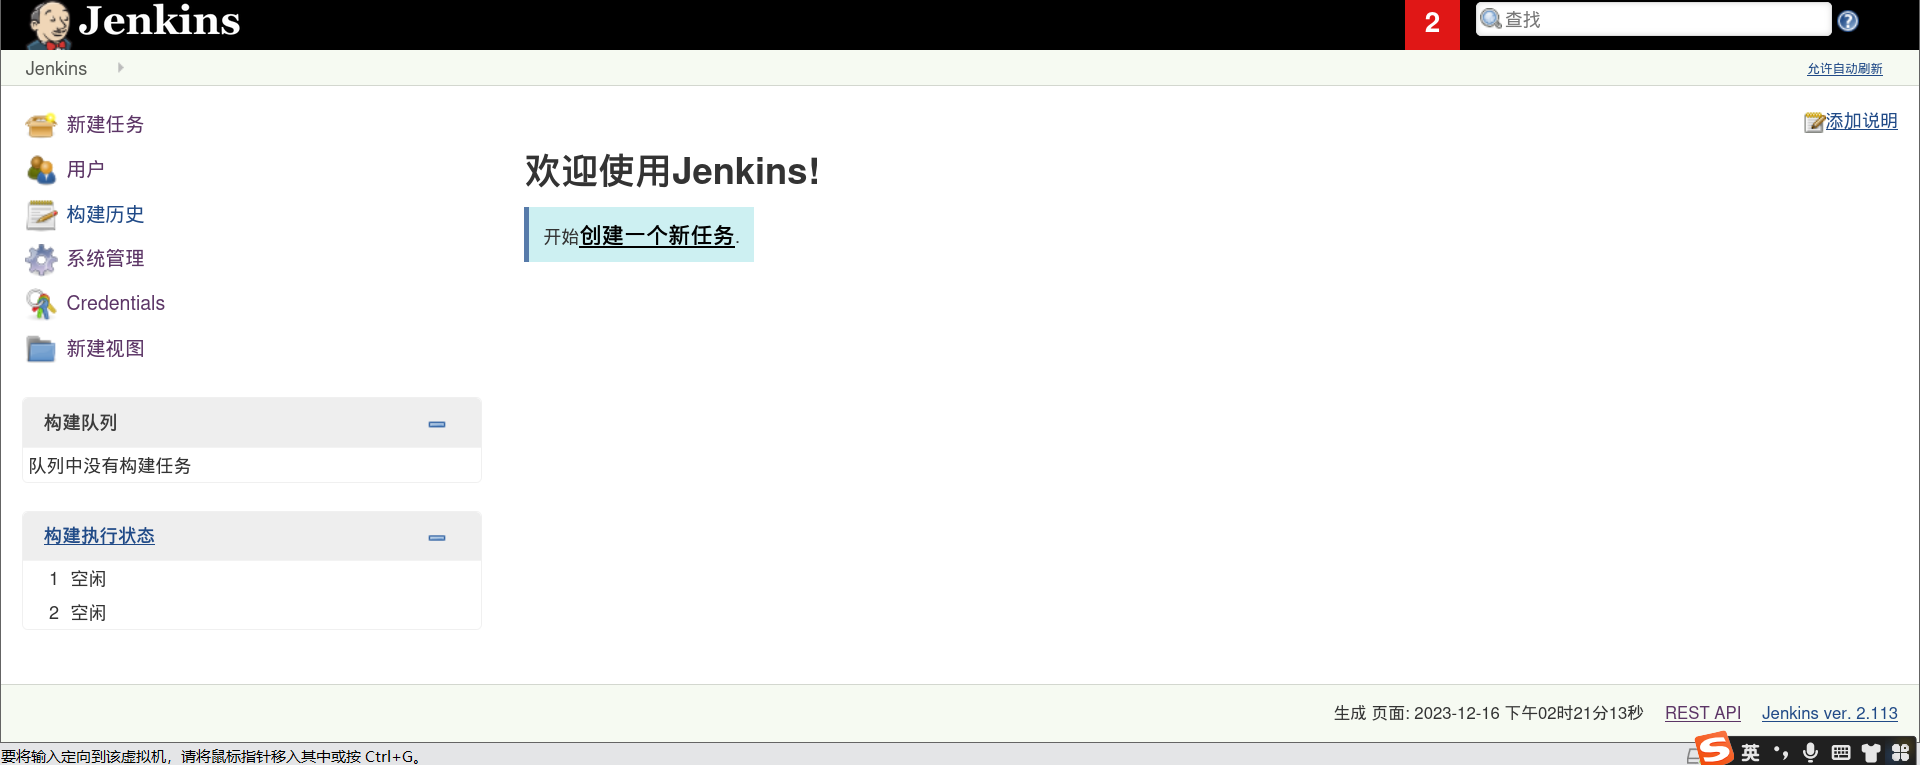 Jenkins
2
查找
Jenkins
允许自动刷新
新建任务
用户
构建历史
系统管理
Credentials
新建视图
添加说明
欢迎使用Jenkins!
开始创建一个新任务.
构建队列
队列中没有构建任务
构建执行状态
1 空闲
2 空闲
生成 页面: 2023-12-16 下午02时21分13秒 REST API Jenkins ver. 2.113
要将输入定向到该虚拟机，请将鼠标指针移入其中或按 Ctrl+G。
S 英